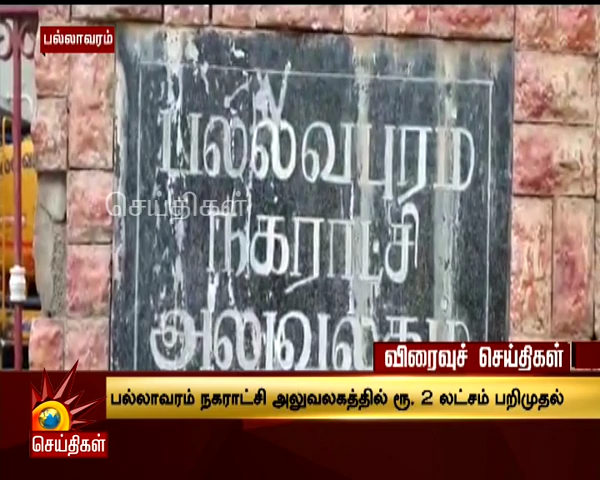 பல்லாவரம்
பல்லவபுரம்
நகராட்சி
செய்திகள்
அலுவலகம்
விரைவுச் செய்திகள்
பல்லாவரம் நகராட்சி அலுவலகத்தில் ரூ. 2 லட்சம் பறிமுதல்
செய்திகள்